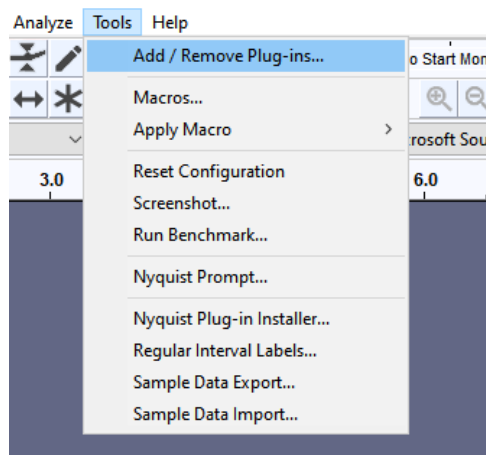 Analyze Tools Help
Add / Remove Plug-ins...
o Start Mon
Macros...
Apply Macro
rosoft Sou
Reset Configuration
3.0
6.0
Screenshot...
Run Benchmark...
Nyquist Prompt...
Nyquist Plug-in Installer...
Regular Interval Labels...
Sample Data Export...
Sample Data Import...